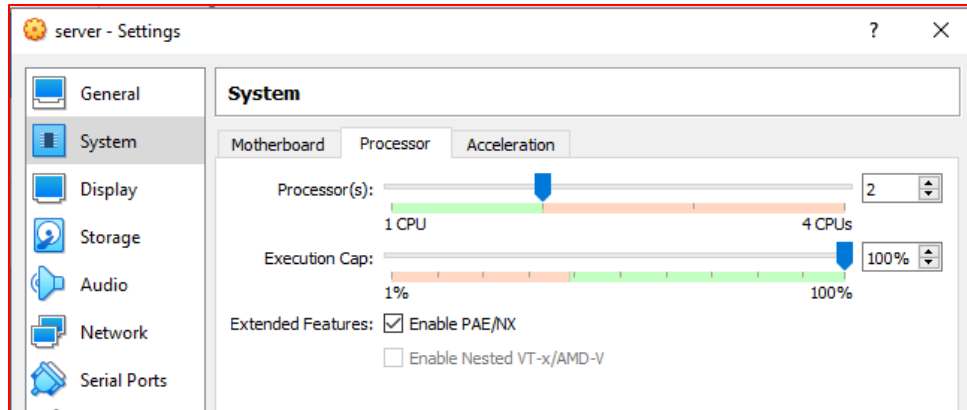 server - Settings ?
General
System
Display
Storage
Audio
Network
Serial Ports
System
Motherboard Processor Acceleration
Processor(s): 2
1 CPU 4 CPUs
Execution Cap: 100%
1% 100%
Extended Features: Enable PAE/NX
Enable Nested VT-x/AMD-V